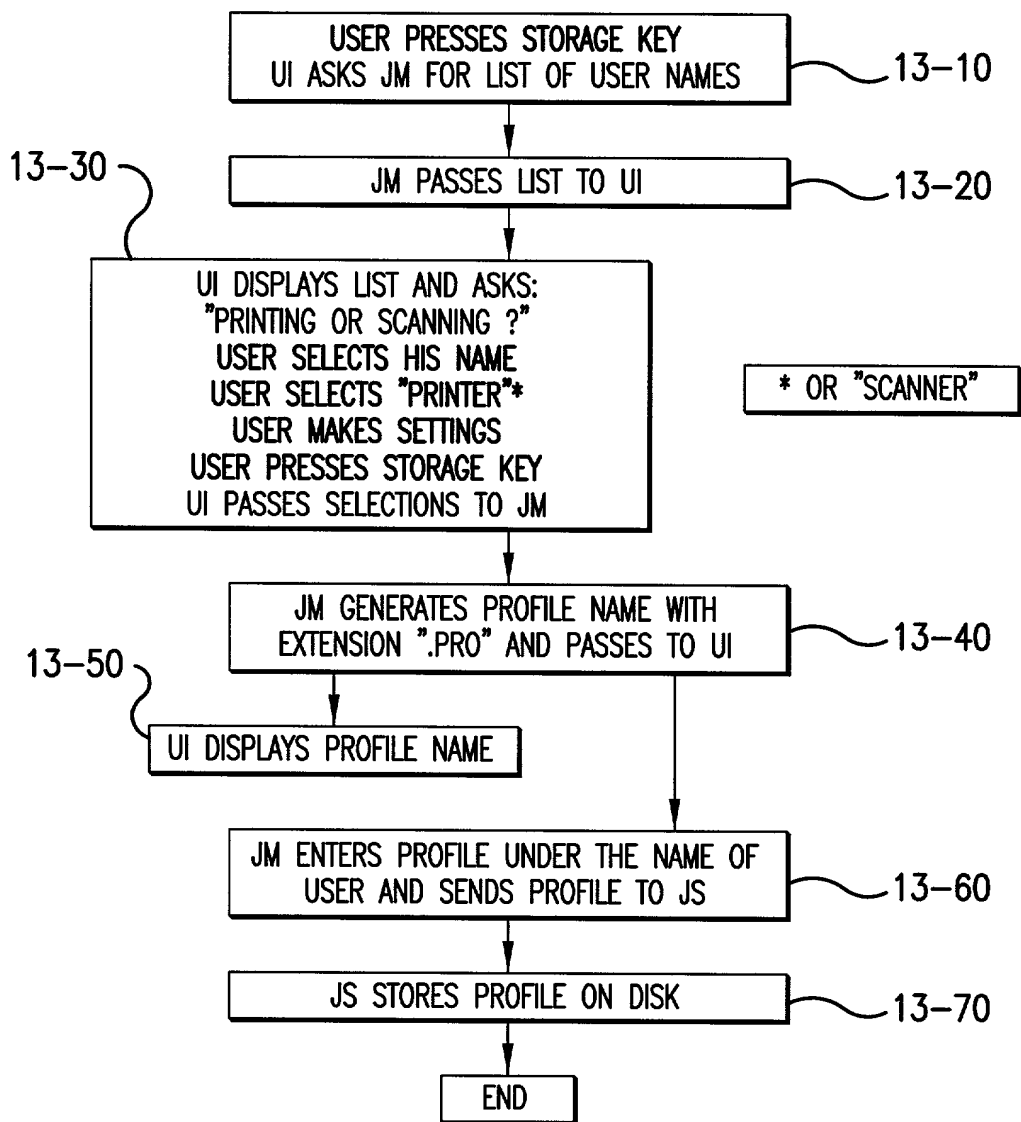 USER PRESSES STORAGE KEY
UI ASKS JM FOR LIST OF USER NAMES
13-10
13-30
JM PASSES LIST TO UI
13-20
UI DISPLAYS LIST AND ASKS:
"PRINTING OR SCANNING ?"
USER SELECTS HIS NAME
USER SELECTS "PRINTER"*
USER MAKES SETTINGS
USER PRESSES STORAGE KEY
UI PASSES SELECTIONS TO JM
* OR "SCANNER"
JM GENERATES PROFILE NAME WITH
EXTENSION ".PRO" AND PASSES TO UI
13-40
13-50
UI DISPLAYS PROFILE NAME
JM ENTERS PROFILE UNDER THE NAME OF
USER AND SENDS PROFILE TO JS
13-60
JS STORES PROFILE ON DISK
13-70
END